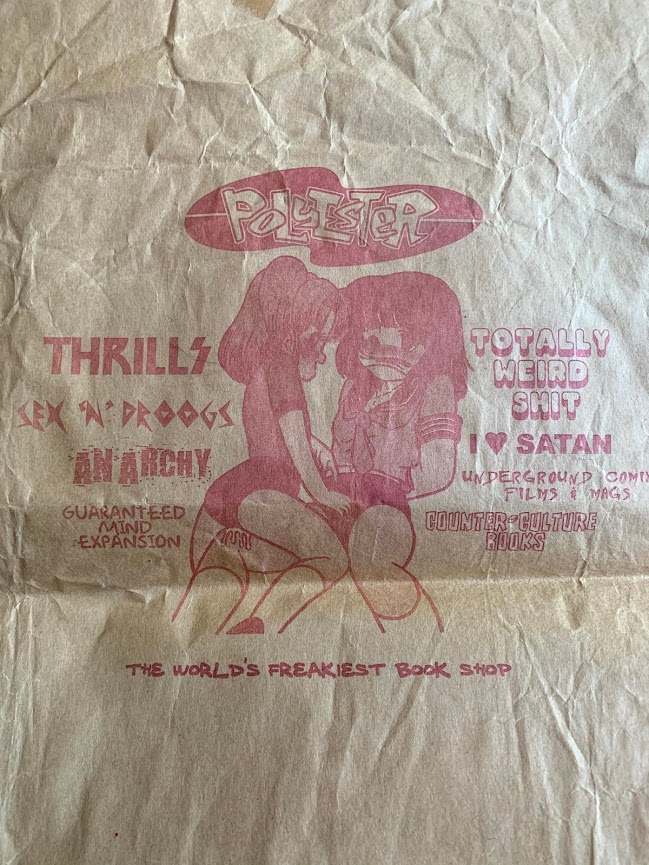 POLYESTER
THRILLS
SEX 'N' DROOGS
ANARCHY
GUARANTEED
MIND
EXPANSION
TOTALLY
WEIRD
SHIT
I ♥ SATAN
UNDERGROUND COMIX
FILMS & MAGS
COUNTER-CULTURE
BOOKS
THE WORLD'S FREAKIEST BOOK SHOP